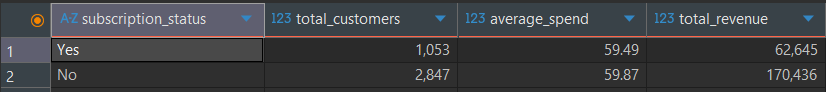 A-Z subscription_status 123 total_customers 123 average_spend 123 total_revenue
1 Yes 1,053 59.49 62,645
2 No 2,847 59.87 170,436